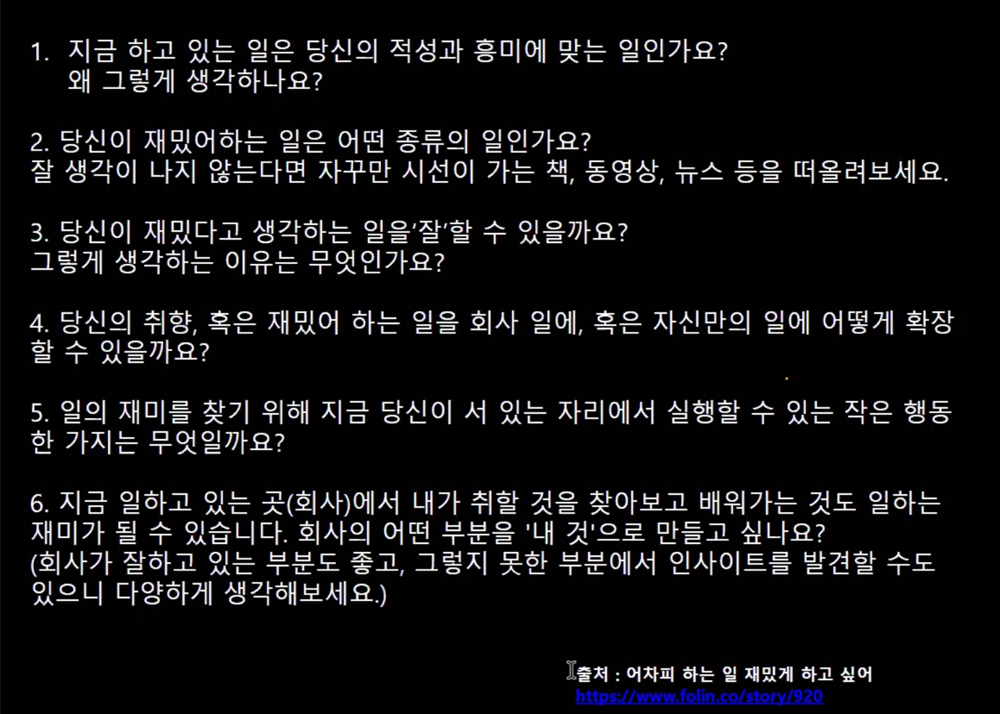 1. 지금 하고 있는 일은 당신의 적성과 흥미에 맞는 일인가요?
왜 그렇게 생각하나요?
2. 당신이 재밌어하는 일은 어떤 종류의 일인가요?
잘 생각이 나지 않는다면 자꾸만 시선이 가는 책, 동영상, 뉴스 등을 떠올려보세요.
3. 당신이 재밌다고 생각하는 일을‘잘’할 수 있을까요?
그렇게 생각하는 이유는 무엇인가요?
4. 당신의 취향, 혹은 재밌어 하는 일을 회사 일에, 혹은 자신만의 일에 어떻게 확장
할 수 있을까요?
5. 일의 재미를 찾기 위해 지금 당신이 서 있는 자리에서 실행할 수 있는 작은 행동
한 가지는 무엇일까요?
6. 지금 일하고 있는 곳(회사)에서 내가 취할 것을 찾아보고 배워가는 것도 일하는
재미가 될 수 있습니다. 회사의 어떤 부분을 '내 것'으로 만들고 싶나요?
(회사가 잘하고 있는 부분도 좋고, 그렇지 못한 부분에서 인사이트를 발견할 수도
있으니 다양하게 생각해보세요.)
출처 : 어차피 하는 일 재밌게 하고 싶어
https://www.folin.co/story/920